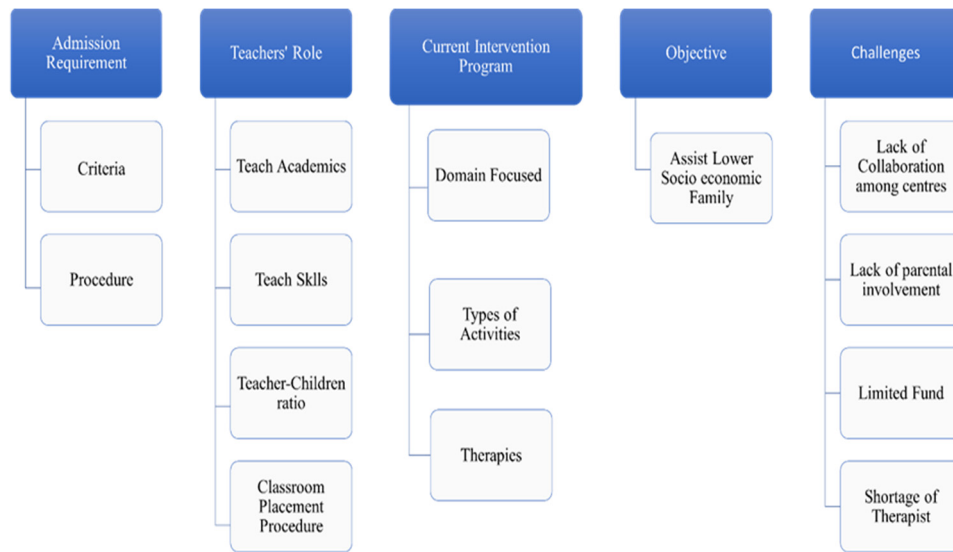 Admission
Requirement
Criteria
Procedure
Teachers' Role
Teach Academics
Teach Sklls
Teacher-Children
ratio
Classroom
Placement
Procedure
Current Intervention
Program
Domain Focused
Types of
Activities
Therapies
Objective
Assist Lower
Socio economic
Family
Challenges
Lack of
Collaboration
among centres
Lack of parental
involvement
Limited Fund
Shortage of
Therapist